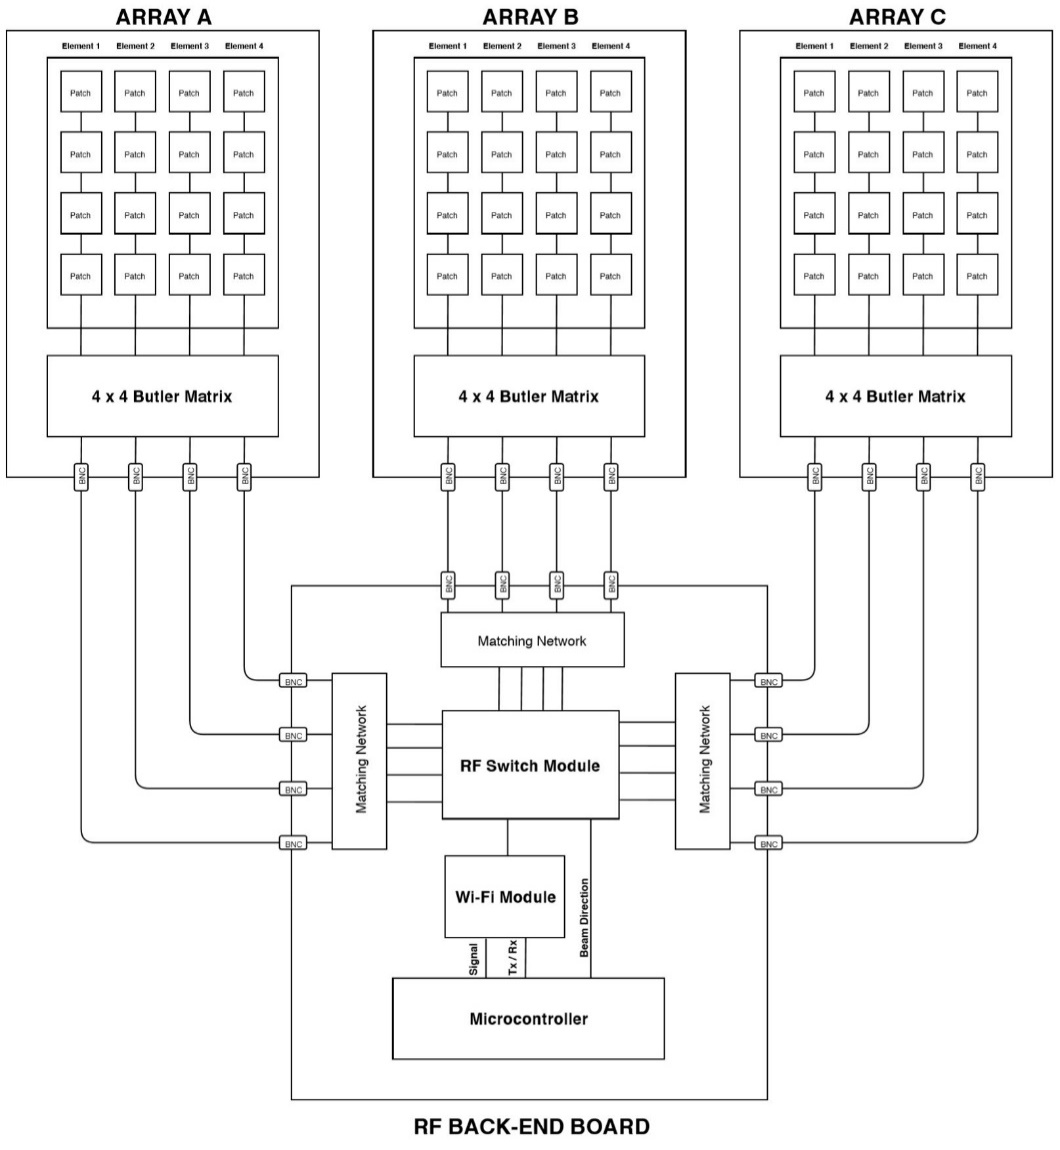 ARRAY A
ARRAY B
ARRAY C
Element 1 Element 2 Element 3 Element 4
Element 1 Element 2 Element 3 Element 4
Element 1 Element 2 Element 3 Element 4
Patch Patch Patch Patch
Patch Patch Patch Patch
Patch Patch Patch Patch
Patch Patch Patch Patch
Patch Patch Patch Patch
Patch Patch Patch Patch
Patch Patch Patch Patch
Patch Patch Patch Patch
Patch Patch Patch Patch
Patch Patch Patch Patch
Patch Patch Patch Patch
Patch Patch Patch Patch
4 x 4 Butler Matrix
4 x 4 Butler Matrix
4 x 4 Butler Matrix
BNC BNC BNC BNC
BNC BNC BNC BNC
BNC BNC BNC BNC
BNC BNC BNC BNC
Matching Network
BNC
BNC
BNC
BNC
Matching Network
RF Switch Module
Matching Network
BNC
BNC
BNC
BNC
Wi-Fi Module
Signal
Tx / Rx
Beam Direction
Microcontroller
RF BACK-END BOARD